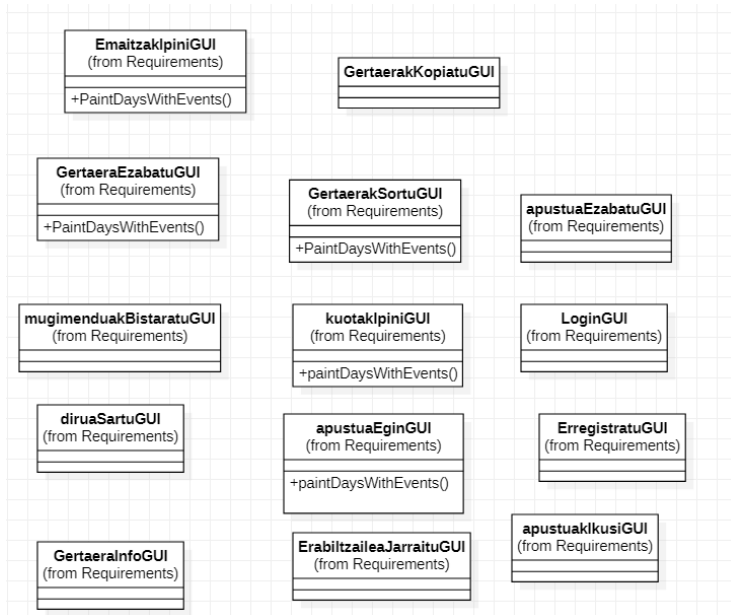 EmaitzakIpiniGUI
(from Requirements)
+PaintDaysWithEvents()
GertaerakKopiatuGUI
GertaeraEzabatuGUI
(from Requirements)
+PaintDaysWithEvents()
GertaerakSortuGUI
(from Requirements)
+PaintDaysWithEvents()
apustuaEzabatuGUI
(from Requirements)
mugimenduakBistaratuGUI
(from Requirements)
kuotakIpiniGUI
(from Requirements)
+paintDaysWithEvents()
LoginGUI
(from Requirements)
diruaSartuGUI
(from Requirements)
apustuaEginGUI
(from Requirements)
+paintDaysWithEvents()
ErregistratuGUI
(from Requirements)
GertaeraInfoGUI
(from Requirements)
ErabiltzaileaJarraituGUI
(from Requirements)
apustuakIkusiGUI
(from Requirements)